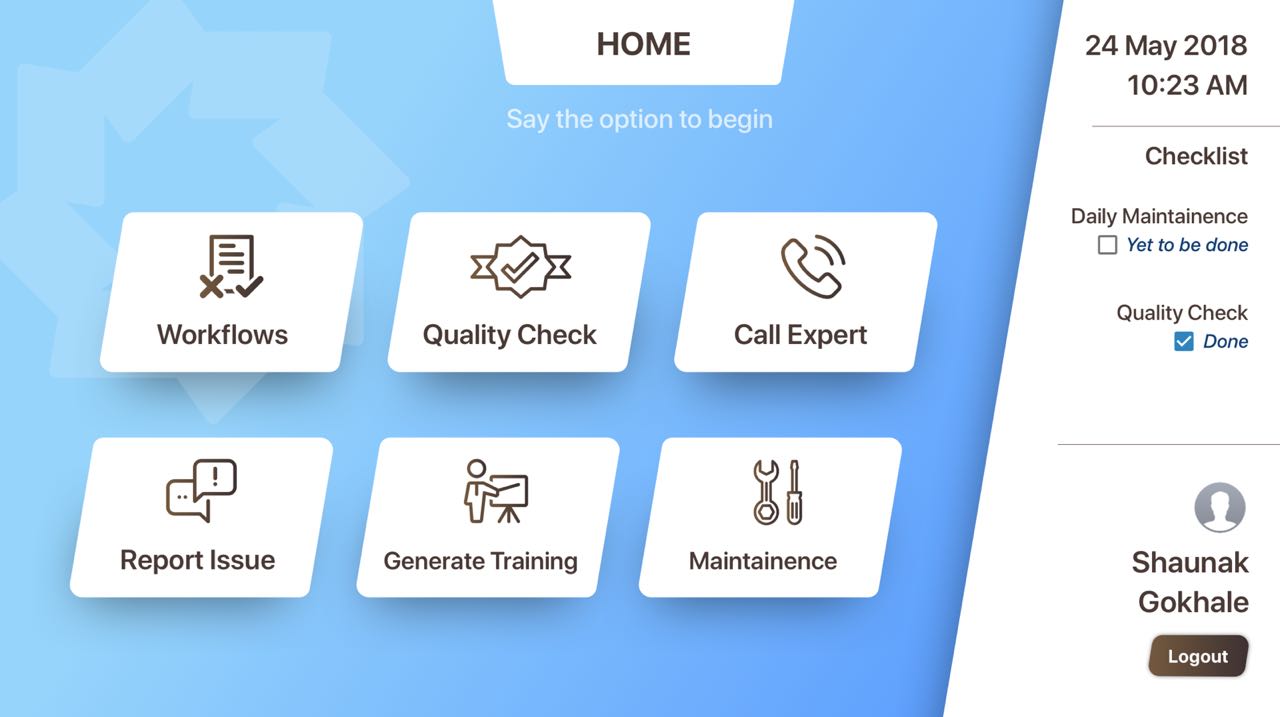 HOME
Say the option to begin
Workflows
Quality Check
Call Expert
Report Issue
Generate Training
Maintainence
24 May 2018
10:23 AM
Checklist
Daily Maintainence
Yet to be done
Quality Check
Done
Shaunak
Gokhale
Logout